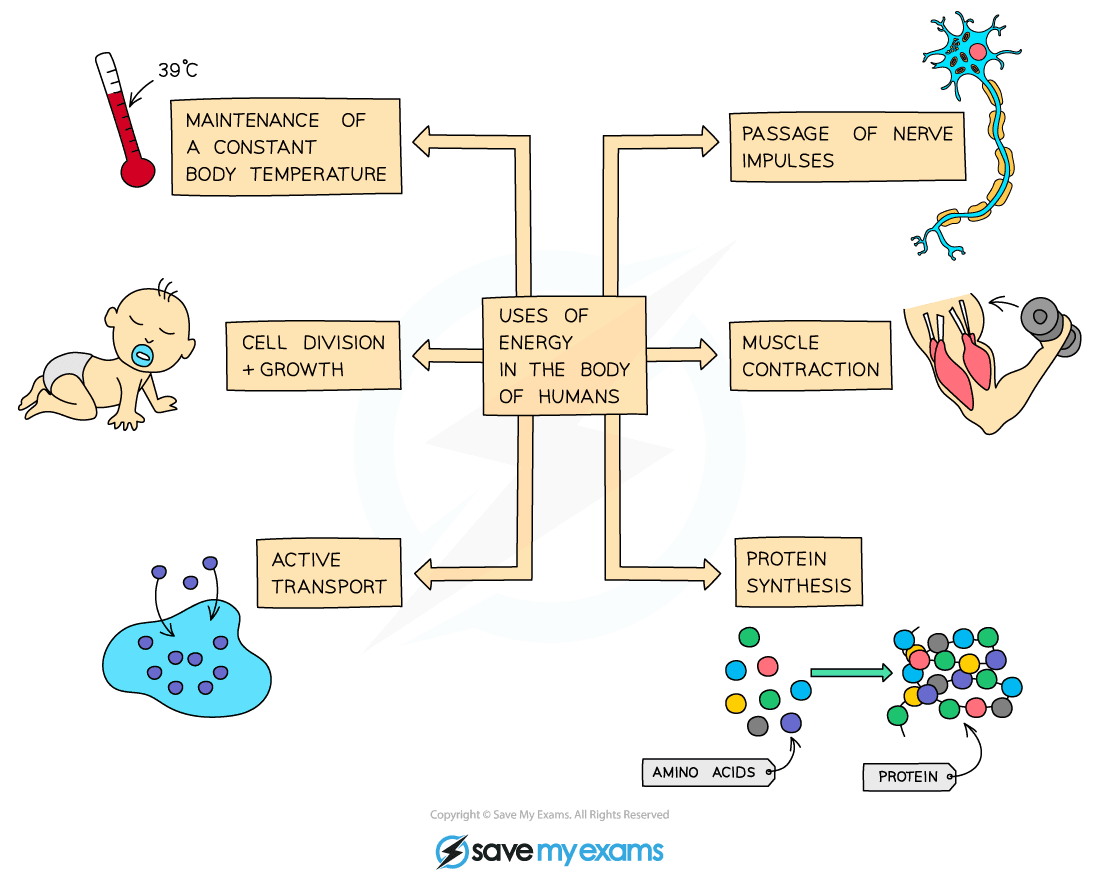 39°C
MAINTENANCE OF
A CONSTANT
BODY TEMPERATURE
PASSAGE OF NERVE
IMPULSES
CELL DIVISION
+ GROWTH
USES OF
ENERGY
IN THE BODY
OF HUMANS
MUSCLE
CONTRACTION
ACTIVE
TRANSPORT
PROTEIN
SYNTHESIS
AMINO ACIDS
PROTEIN
Copyright © Save My Exams. All Rights Reserved
save my exams